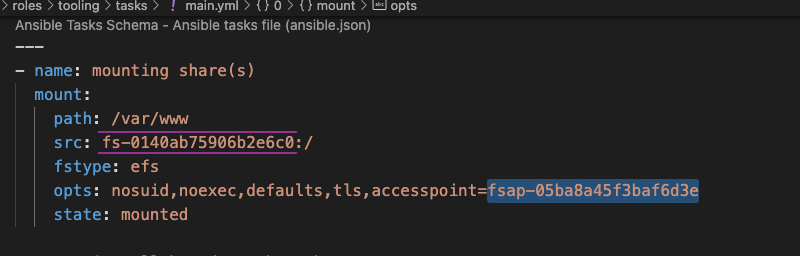 roles > tooling > tasks > ! main.yml > {} 0 > {} mount > abc opts
Ansible Tasks Schema - Ansible tasks file (ansible.json)
---
- name: mounting share(s)
  mount:
    path: /var/www
    src: fs-0140ab75906b2e6c0:/
    fstype: efs
    opts: nosuid,noexec,defaults,tls,accesspoint=fsap-05ba8a45f3baf6d3e
    state: mounted